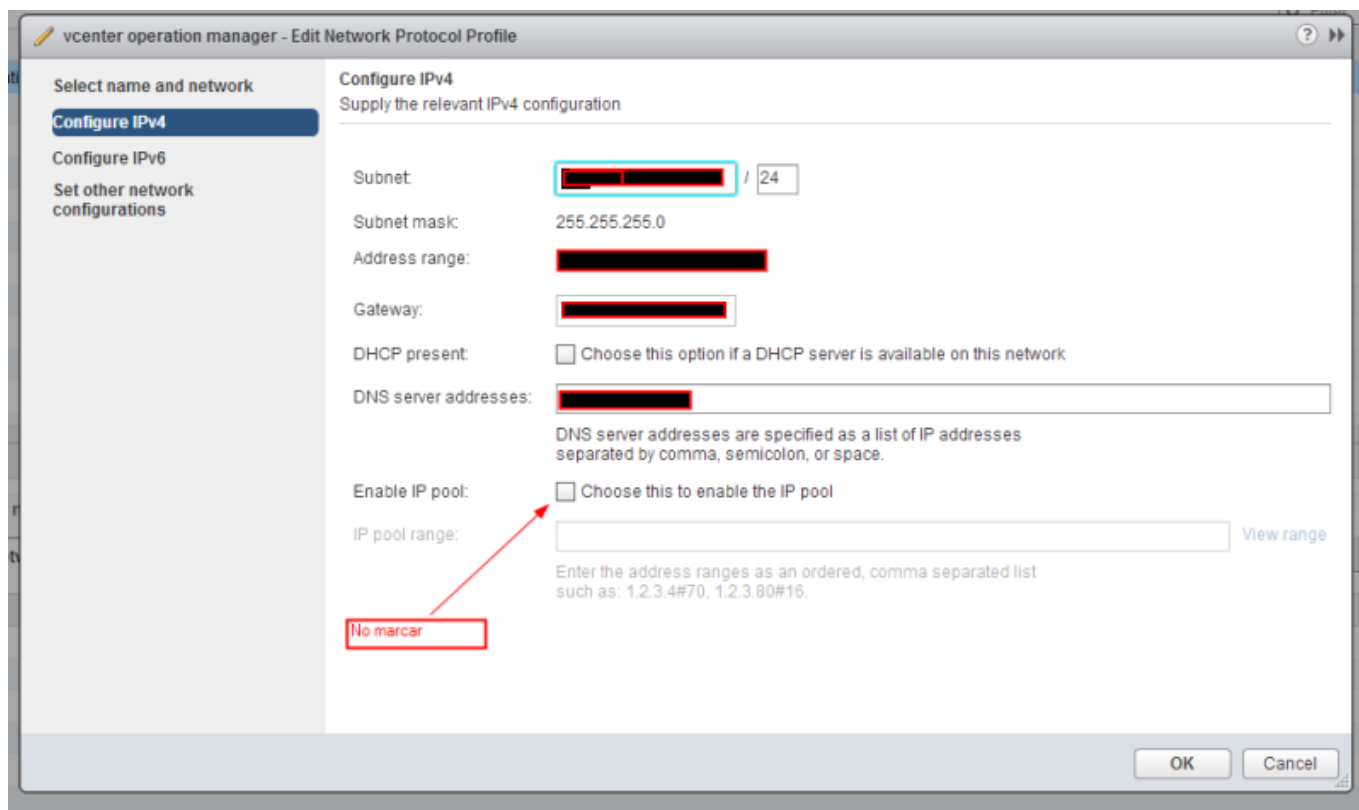 vcenter operation manager - Edit Network Protocol Profile
Select name and network
Configure IPv4
Configure IPv6
Set other network
configurations
Configure IPv4
Supply the relevant IPv4 configuration
Subnet: / 24
Subnet mask: 255.255.255.0
Address range:
Gateway:
DHCP present: Choose this option if a DHCP server is available on this network
DNS server addresses:
DNS server addresses are specified as a list of IP addresses
separated by comma, semicolon, or space.
Enable IP pool: Choose this to enable the IP pool
IP pool range: View range
Enter the address ranges as an ordered, comma separated list
such as: 1.2.3.4#70, 1.2.3.80#16.
No marcar
OK Cancel